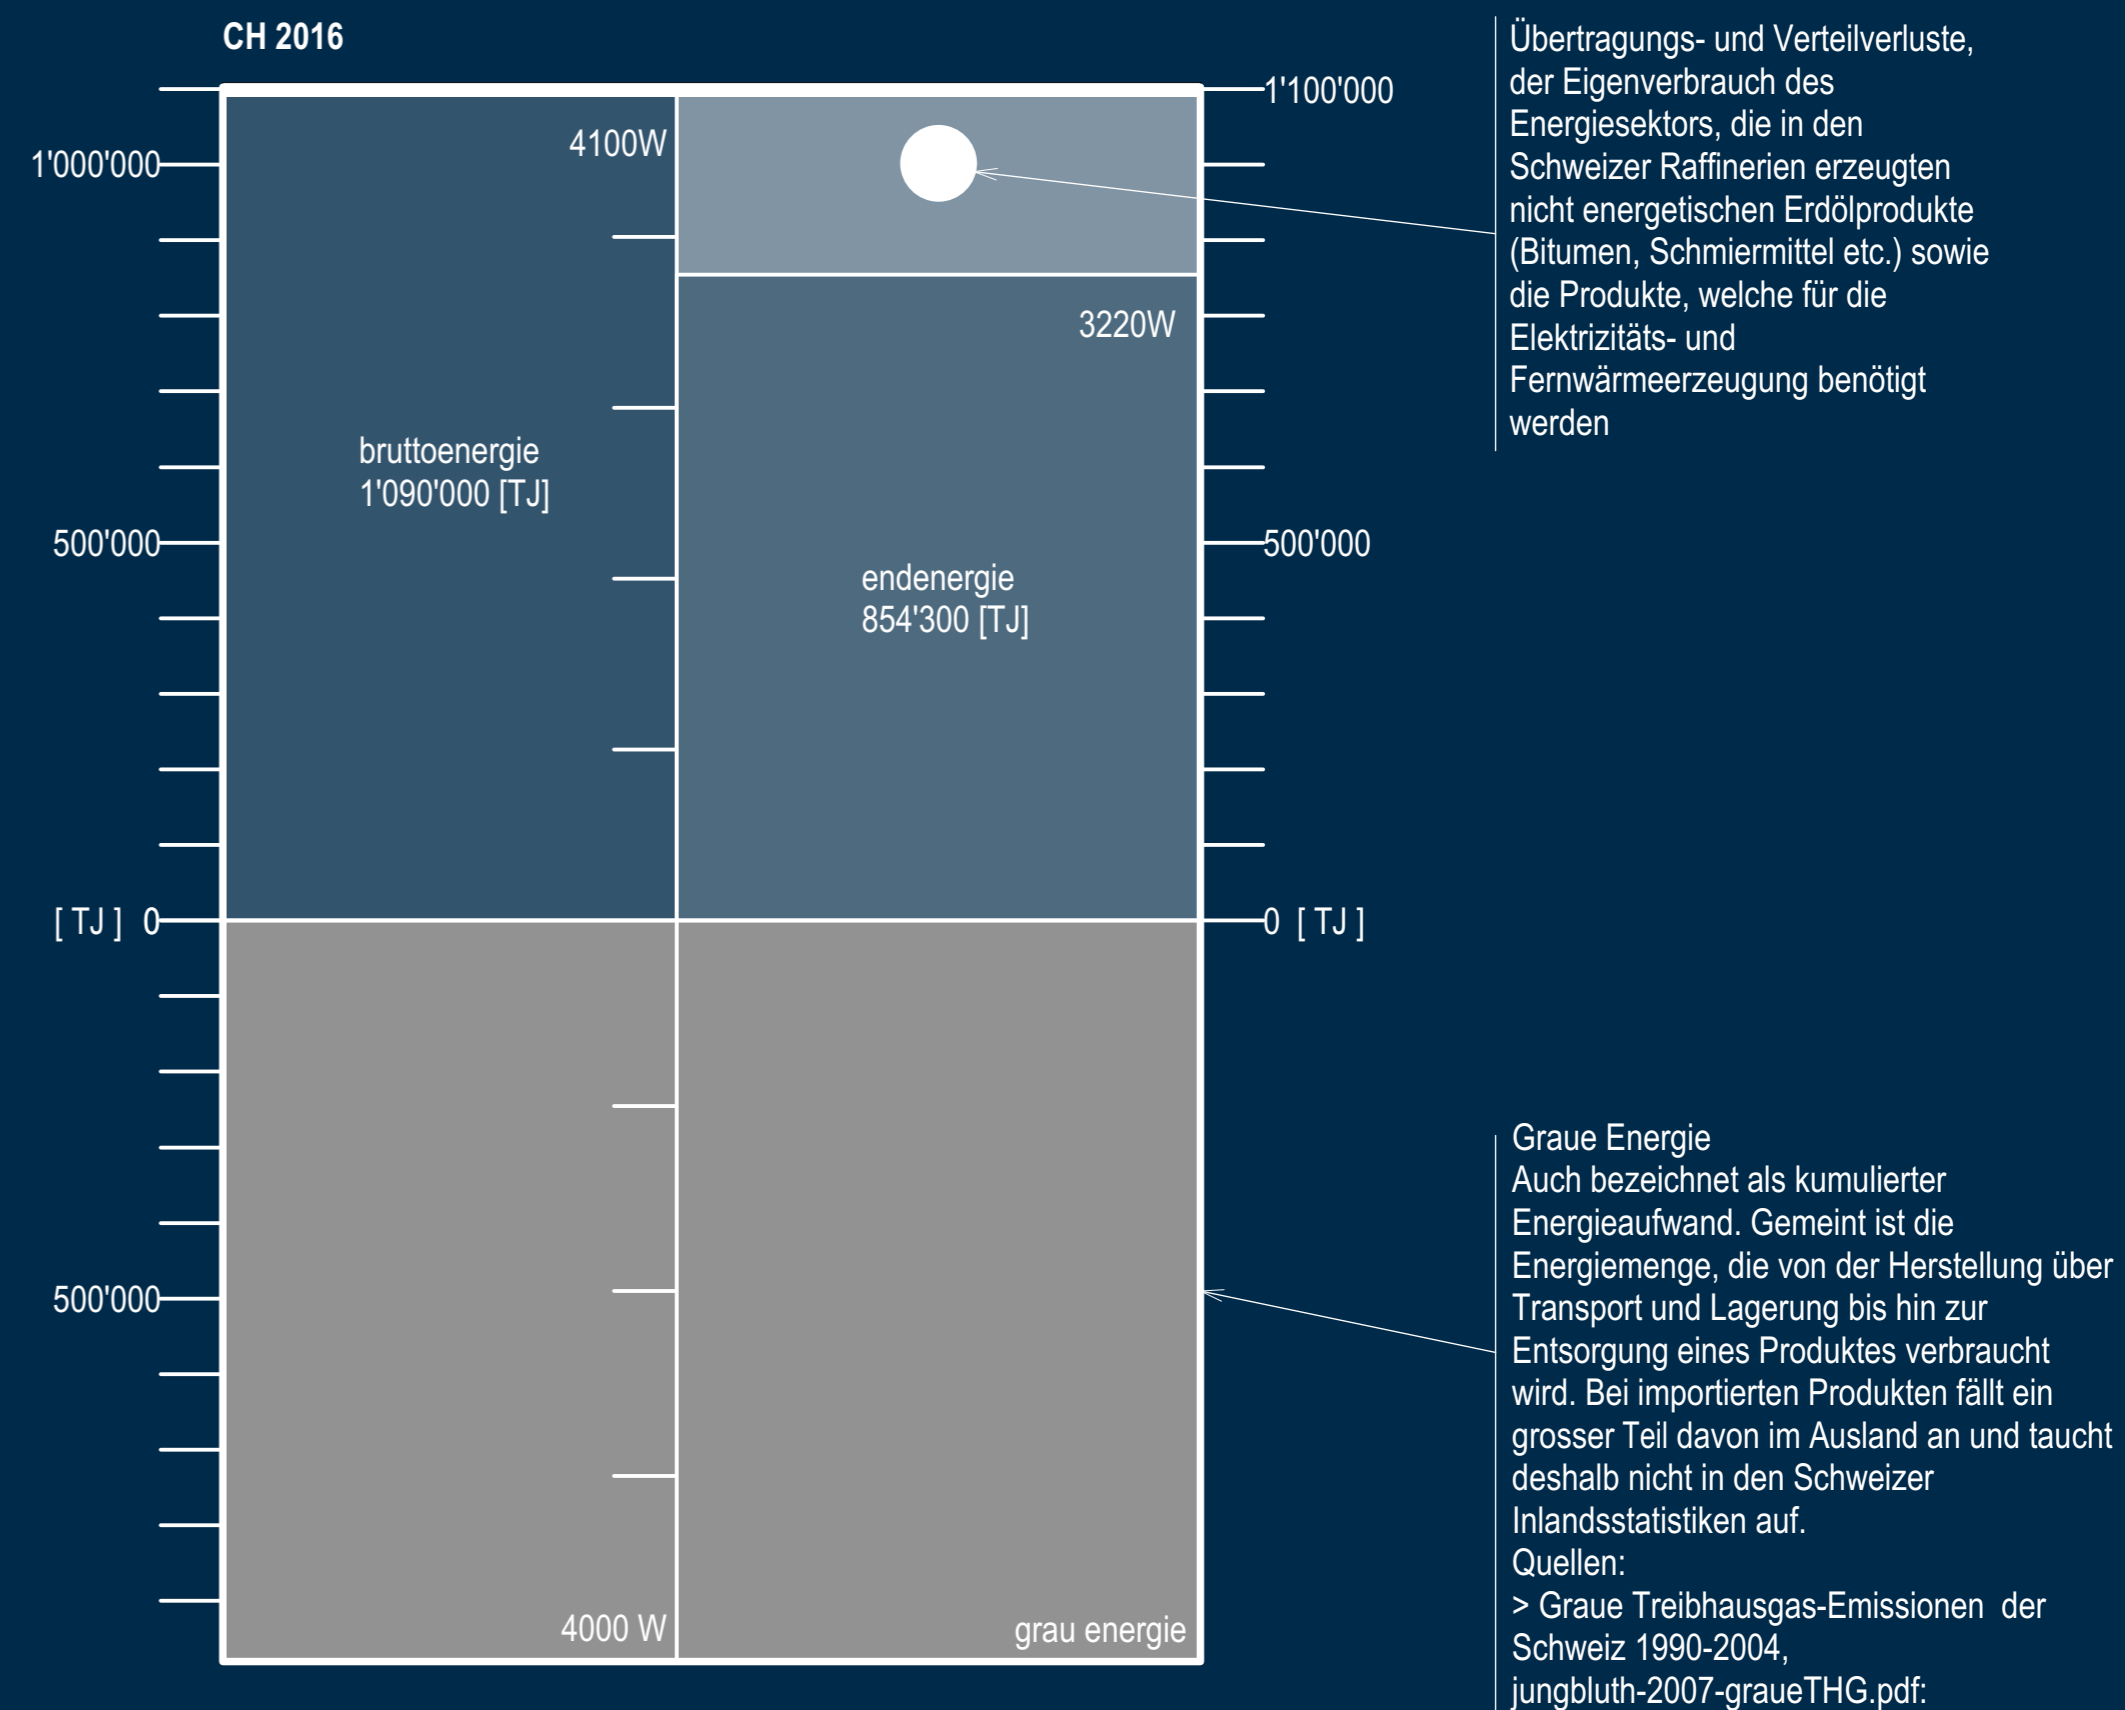 CH 2016
1'100'000
4100W
1'000'000
Übertragungs- und Verteilverluste,
der Eigenverbrauch des
Energiesektors, die in den
Schweizer Raffinerien erzeugten
nicht energetischen Erdölprodukte
(Bitumen, Schmiermittel etc.) sowie
die Produkte, welche für die
Elektrizitäts- und
Fernwärmeerzeugung benötigt
werden
3220W
bruttoenergie
1'090'000 [TJ]
500'000
500'000
endenergie
854'300 [TJ]
[ TJ ] 0
0 [ TJ ]
500'000
4000 W
grau energie
Graue Energie
Auch bezeichnet als kumulierter
Energieaufwand. Gemeint ist die
Energiemenge, die von der Herstellung über
Transport und Lagerung bis hin zur
Entsorgung eines Produktes verbraucht
wird. Bei importierten Produkten fällt ein
grosser Teil davon im Ausland an und taucht
deshalb nicht in den Schweizer
Inlandsstatistiken auf.
Quellen:
> Graue Treibhausgas-Emissionen der
Schweiz 1990-2004,
jungbluth-2007-graueTHG.pdf: